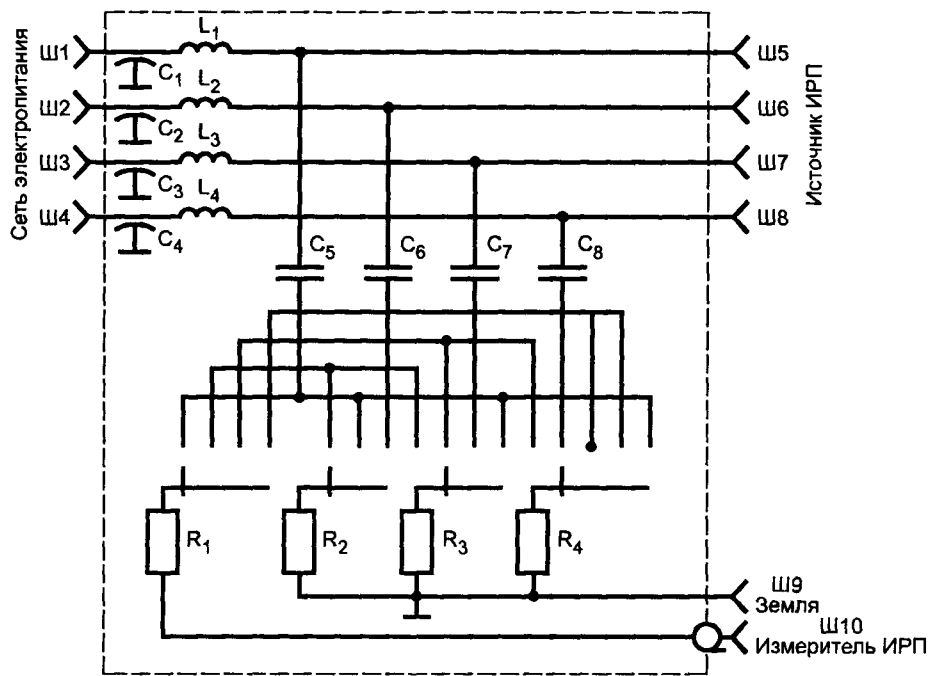 Сеть электропитания
Ш1
Ш2
Ш3
Ш4
L1
C1
L2
C2
L3
C3
L4
C4
Ш5
Ш6
Ш7
Ш8
Источник ИРП
C5
C6
C7
C8
R1
R2
R3
R4
Ш9
Земля
Ш10
Измеритель ИРП